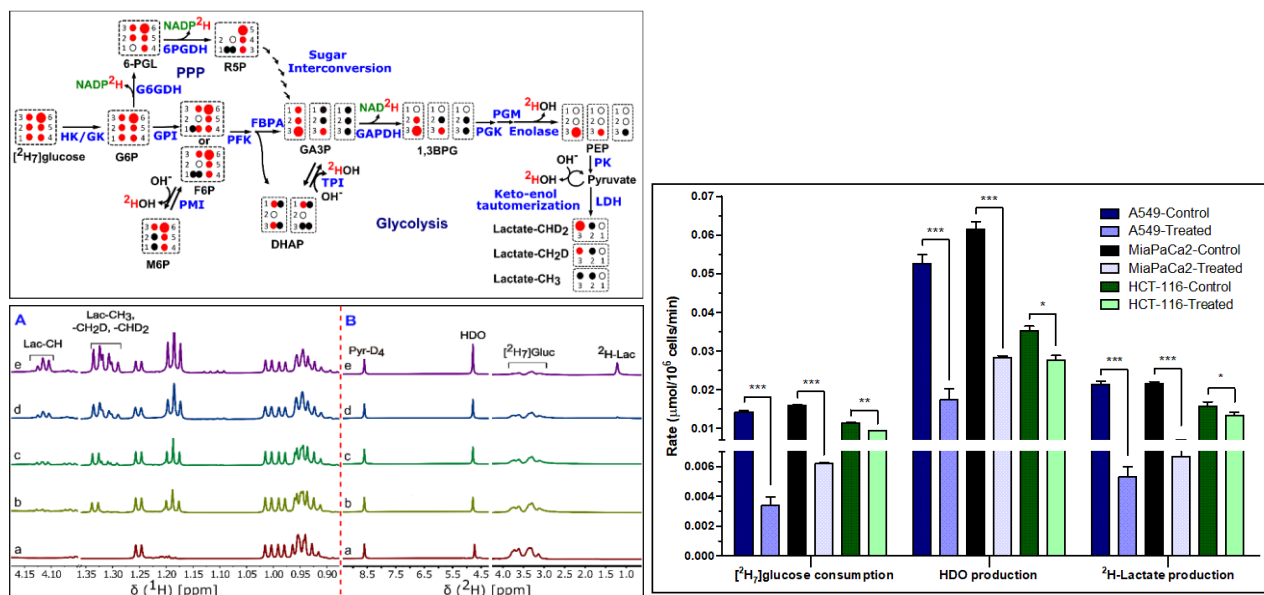 NADP²H
NADP²H
6PGDH
6-PGL
R5P
PPP
Sugar
Interconversion
NADP²H
G6GDH
NAD²H
²HOH
FBPA
PGM
HK/GK
GPI
PFK
GAPDH
PGK
Enolase
[²H7]glucose
G6P
or
GA3P
1,3BPG
PEP
F6P
OH⁻
²HOH
PMI
M6P
²HOH
TPI
OH⁻
DHAP
Glycolysis
OH⁻
PK
²HOH
Pyruvate
Keto-enol
tautomerization
LDH
Lactate-CHD₂
Lactate-CH₂D
Lactate-CH₃
A
Lac-CH₃,
-CH₂D, -CHD₂
Lac-CH
e
d
c
b
a
4.15 4.10 1.35 1.30 1.25 1.20 1.15 1.10 1.05 1.00 0.95 0.90
δ (¹H) [ppm]
B
HDO
Pyr-D₄
[²H₇]Gluc
²H-Lac
e
d
c
b
a
8.5 7.5 6.5 5.5 4.5 4.0 3.5 3.0 2.5 2.0 1.5 1.0
δ (²H) [ppm]
Rate (µmol/10⁶ cells/min)
0.07
0.06
0.05
0.04
0.03
0.02
0.01
0.006
0.004
0.002
0.000
***
***
**
***
***
*
***
***
*
A549-Control
A549-Treated
MiaPaCa2-Control
MiaPaCa2-Treated
HCT-116-Control
HCT-116-Treated
[²H₇]glucose consumption
HDO production
²H-Lactate production